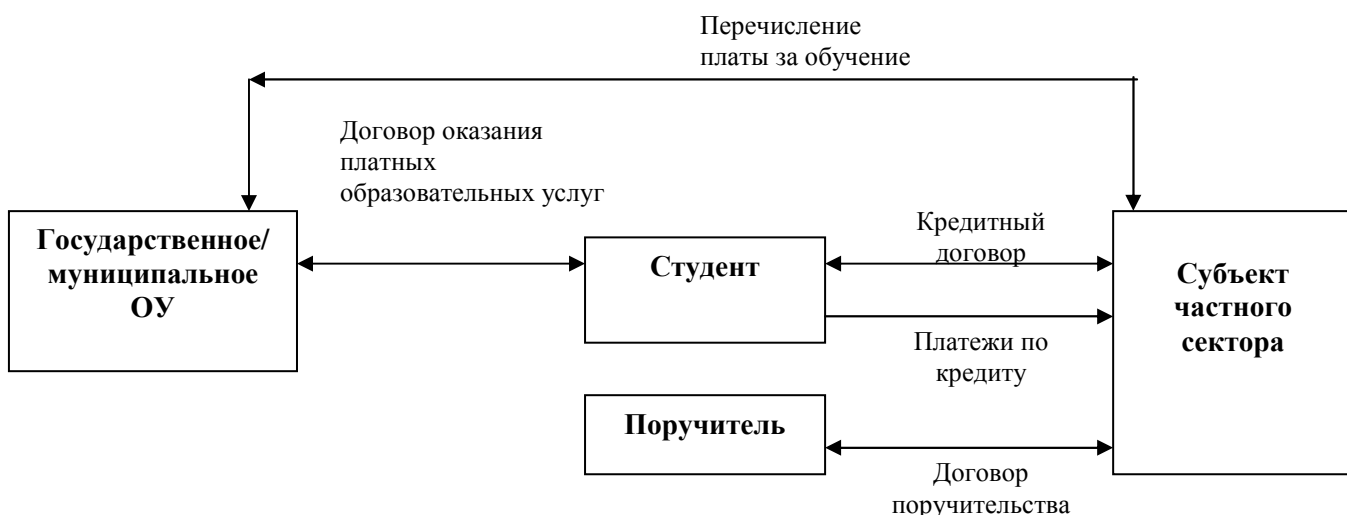 Перечисление
платы за обучение
Договор оказания
платных
образовательных услуг
Государственное/
муниципальное
ОУ
Студент
Кредитный
договор
Субъект
частного
сектора
Платежи по
кредиту
Поручитель
Договор
поручительства